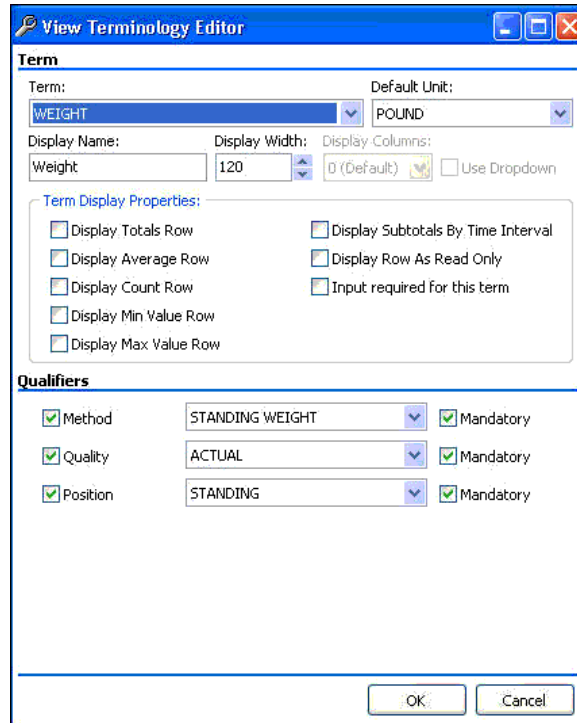 View Terminology Editor
Term
Term: Default Unit:
WEIGHT POUND
Display Name: Display Width: Display Columns:
Weight 120 0 (Default) Use Dropdown
Term Display Properties:
Display Totals Row Display Subtotals By Time Interval
Display Average Row Display Row As Read Only
Display Count Row Input required for this term
Display Min Value Row
Display Max Value Row
Qualifiers
Method STANDING WEIGHT Mandatory
Quality ACTUAL Mandatory
Position STANDING Mandatory
OK Cancel